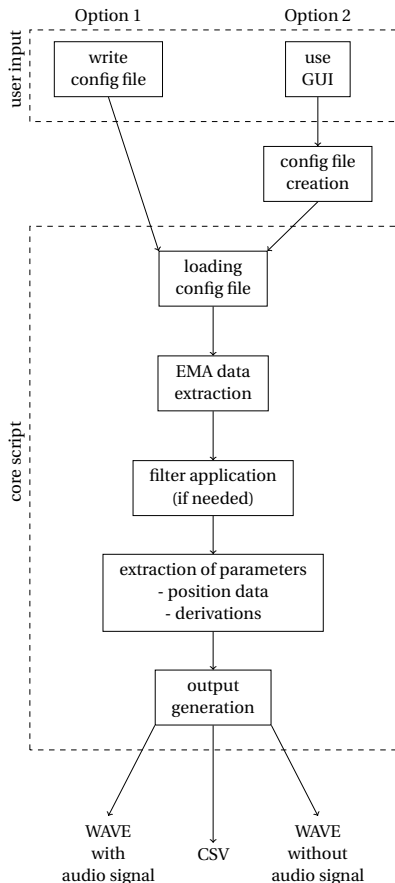 Option 1
Option 2
user input
write
config file
use
GUI
config file
creation
core script
loading
config file
EMA data
extraction
filter application
(if needed)
extraction of parameters
- position data
- derivations
output
generation
WAVE
with
audio signal
CSV
WAVE
without
audio signal